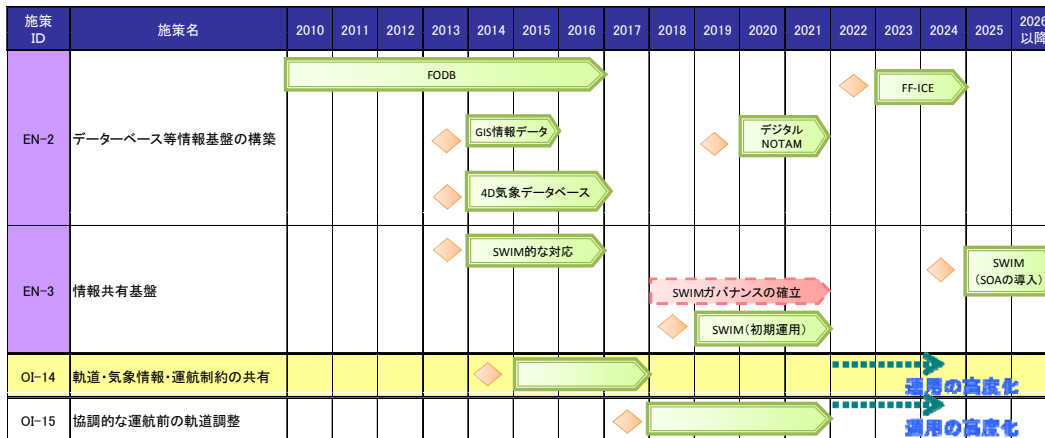 施策
ID
施策名
2010 2011 2012 2013 2014 2015 2016 2017 2018 2019 2020 2021 2022 2023 2024 2025 2026
以降
EN-2
データーベース等情報基盤の構築
FODB
FF-ICE
GIS情報データ
デジタル
NOTAM
4D気象データベース
EN-3
情報共有基盤
SWIM的な対応
SWIM
(SOAの導入)
SWIMガバナンスの確立
SWIM(初期運用)
OI-14
軌道・気象情報・運航制約の共有
運用の高度化
OI-15
協調的な運航前の軌道調整
運用の高度化